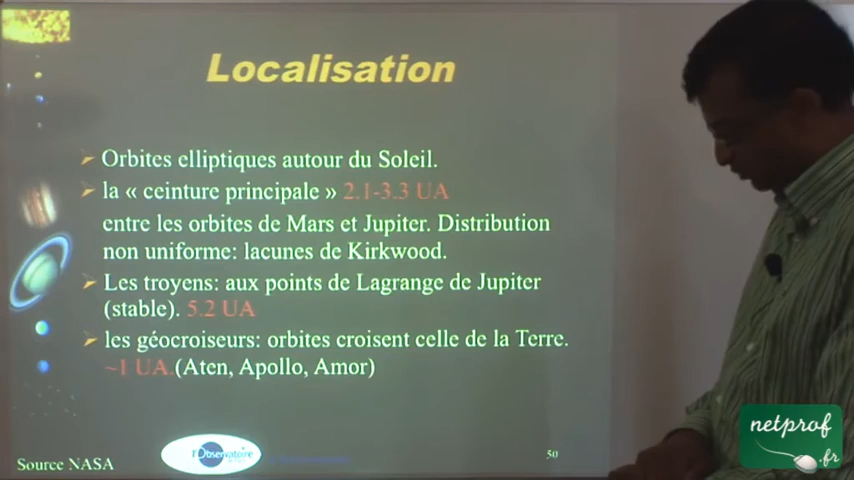 Localisation
Orbites elliptiques autour du Soleil.
la « ceinture principale » 2.1-3.3 UA
entre les orbites de Mars et Jupiter. Distribution
non uniforme: lacunes de Kirkwood.
Les troyens: aux points de Lagrange de Jupiter
(stable). 5.2 UA
les géocroiseurs: orbites croisent celle de la Terre.
~1 UA.(Aten, Apollo, Amor)
l'Observatoire
Source NASA
50
netprof
.fr